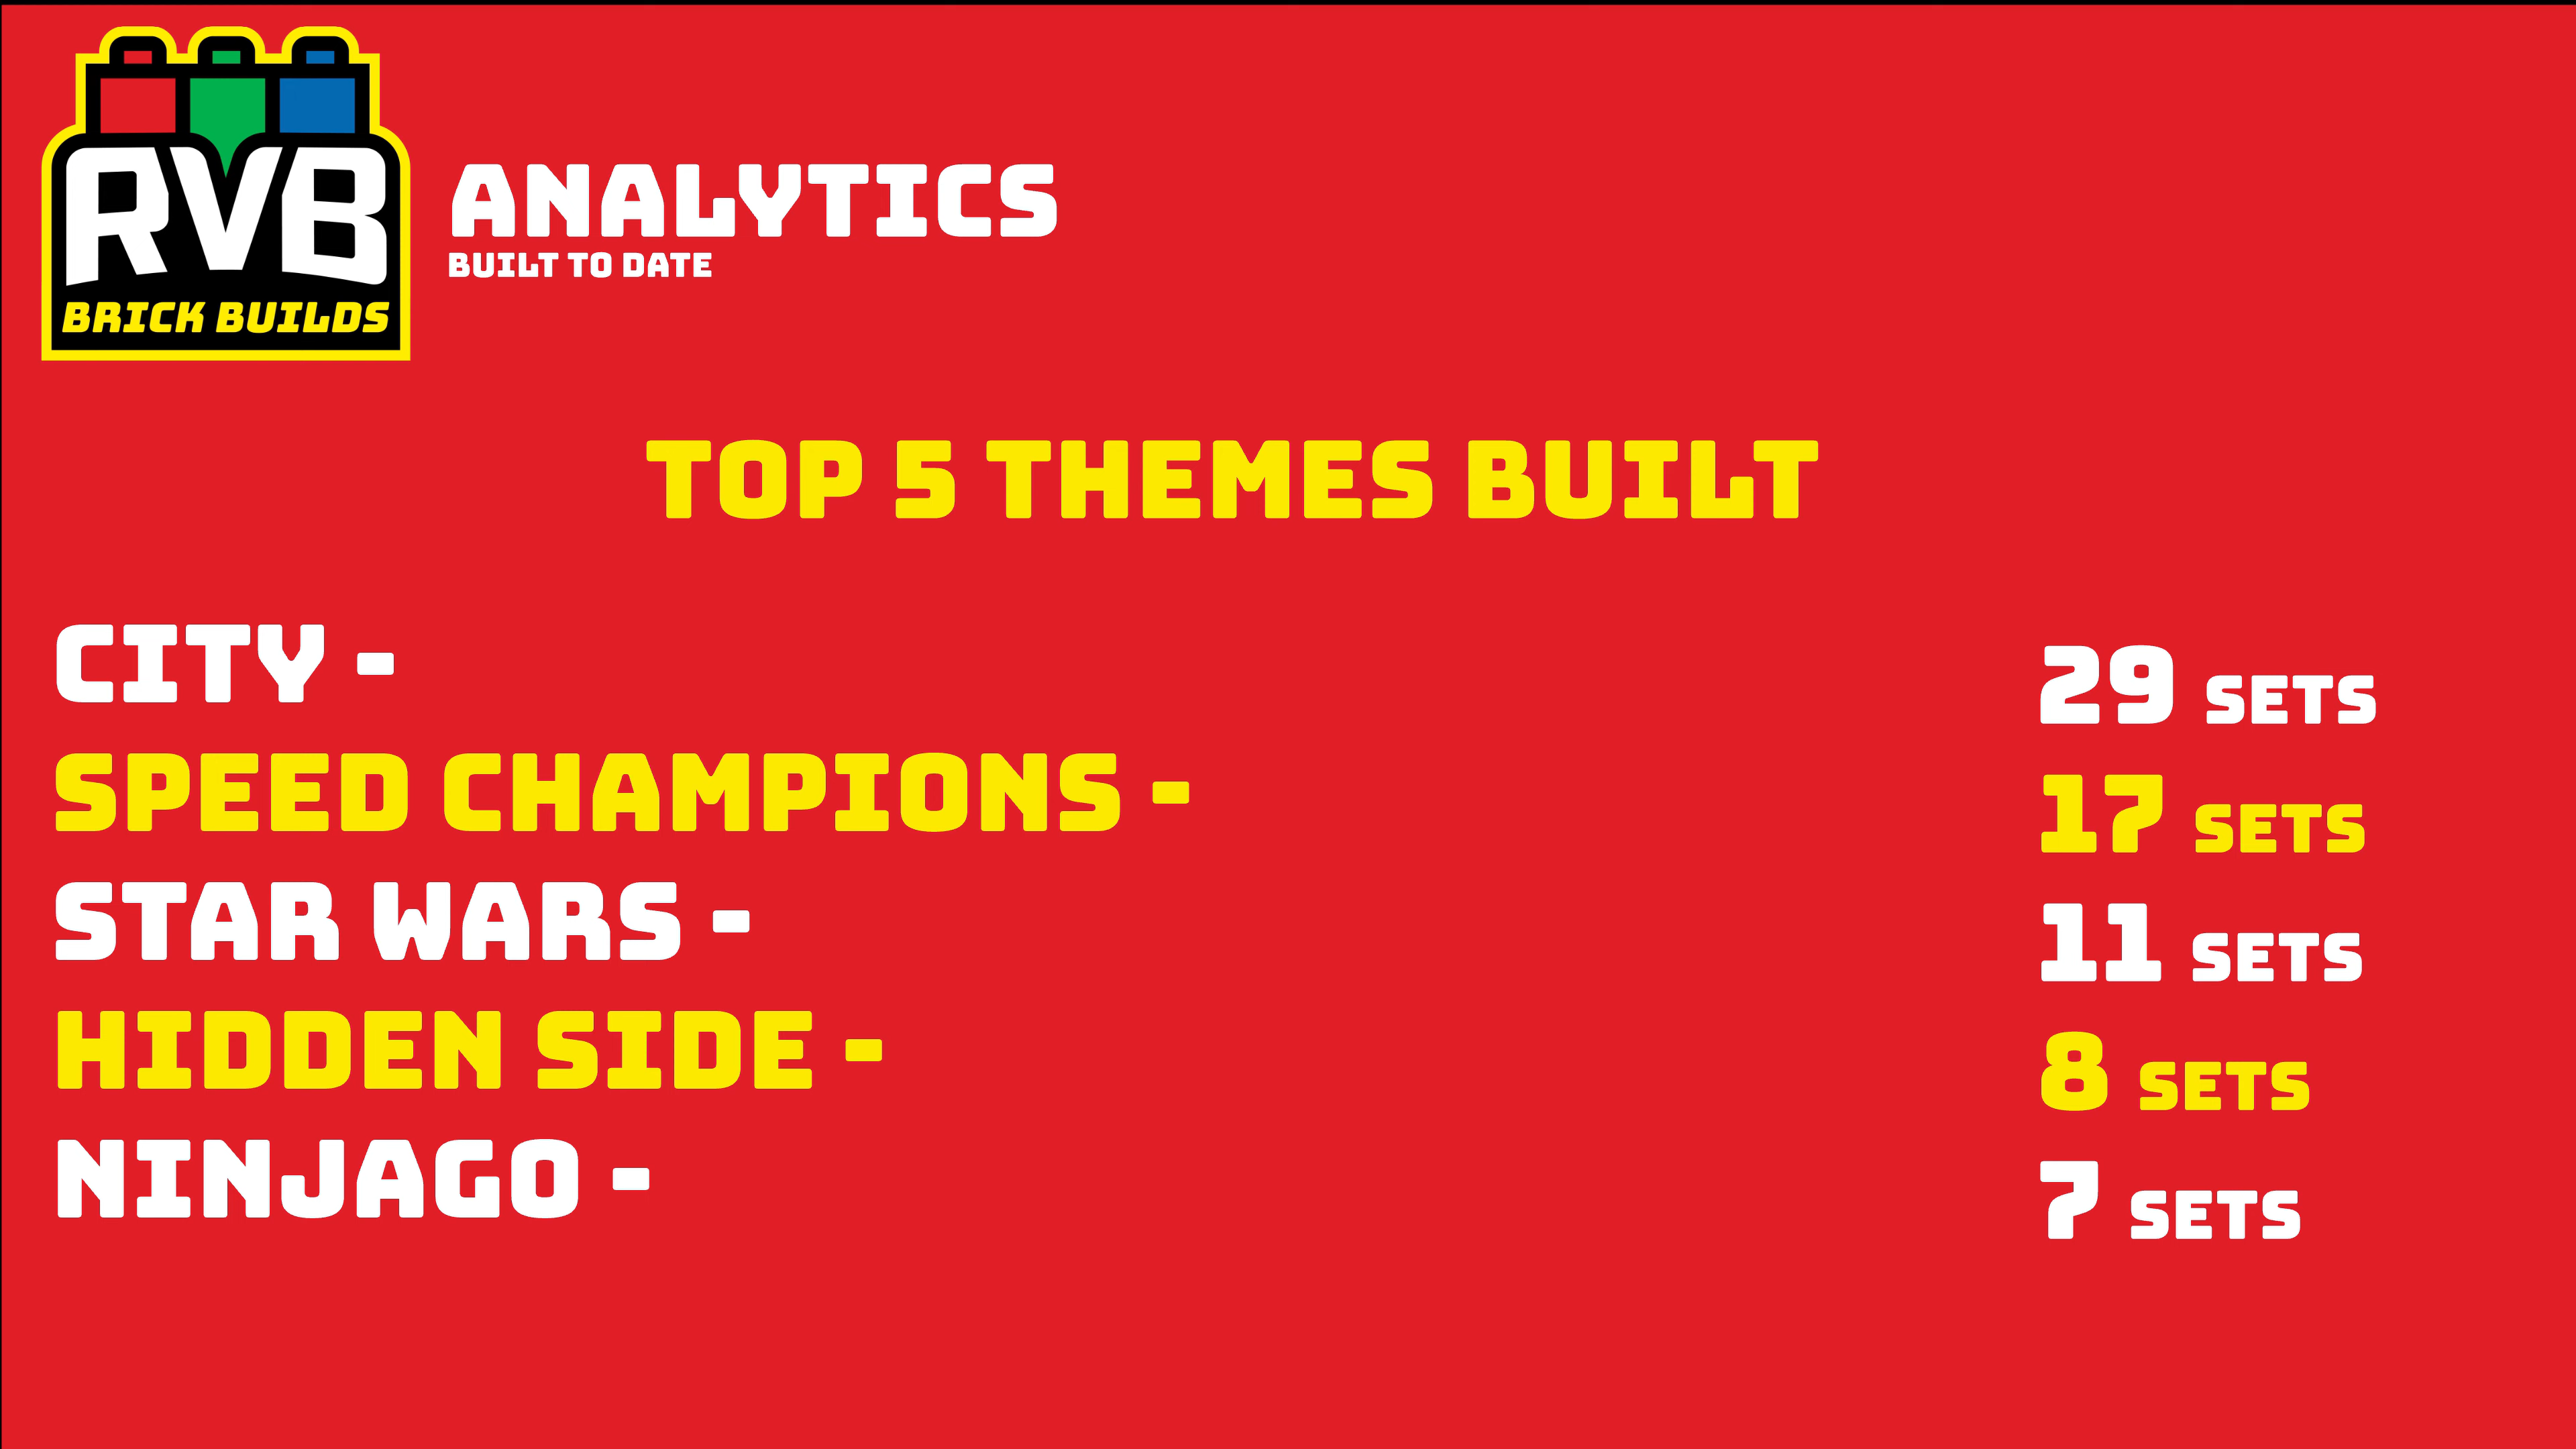 RVB
BRICK BUILDS
ANALYTICS
BUILT TO DATE
TOP 5 THEMES BUILT
CITY - 29 SETS
SPEED CHAMPIONS - 17 SETS
STAR WARS - 11 SETS
HIDDEN SIDE - 8 SETS
NINJAGO - 7 SETS